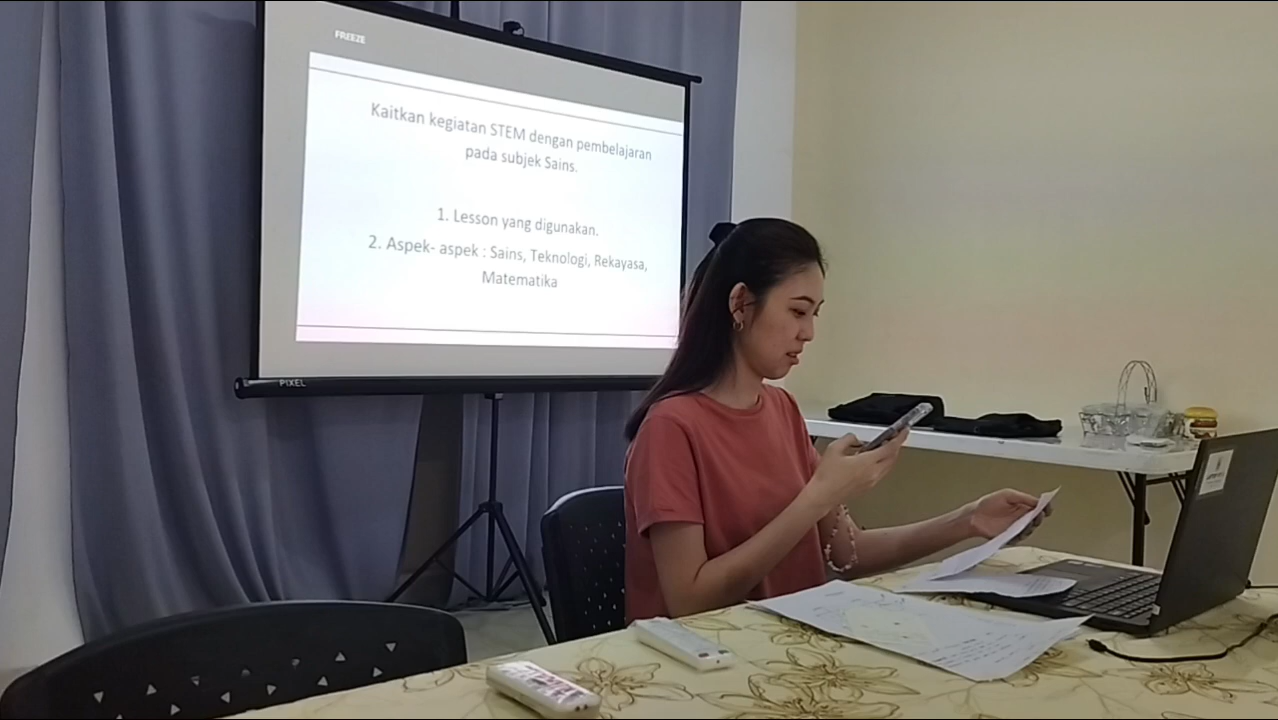 FREEZE
Kaitkan kegiatan STEM dengan pembelajaran
pada subjek Sains.
1. Lesson yang digunakan.
2. Aspek- aspek : Sains, Teknologi, Rekayasa,
Matematika
PIXEL